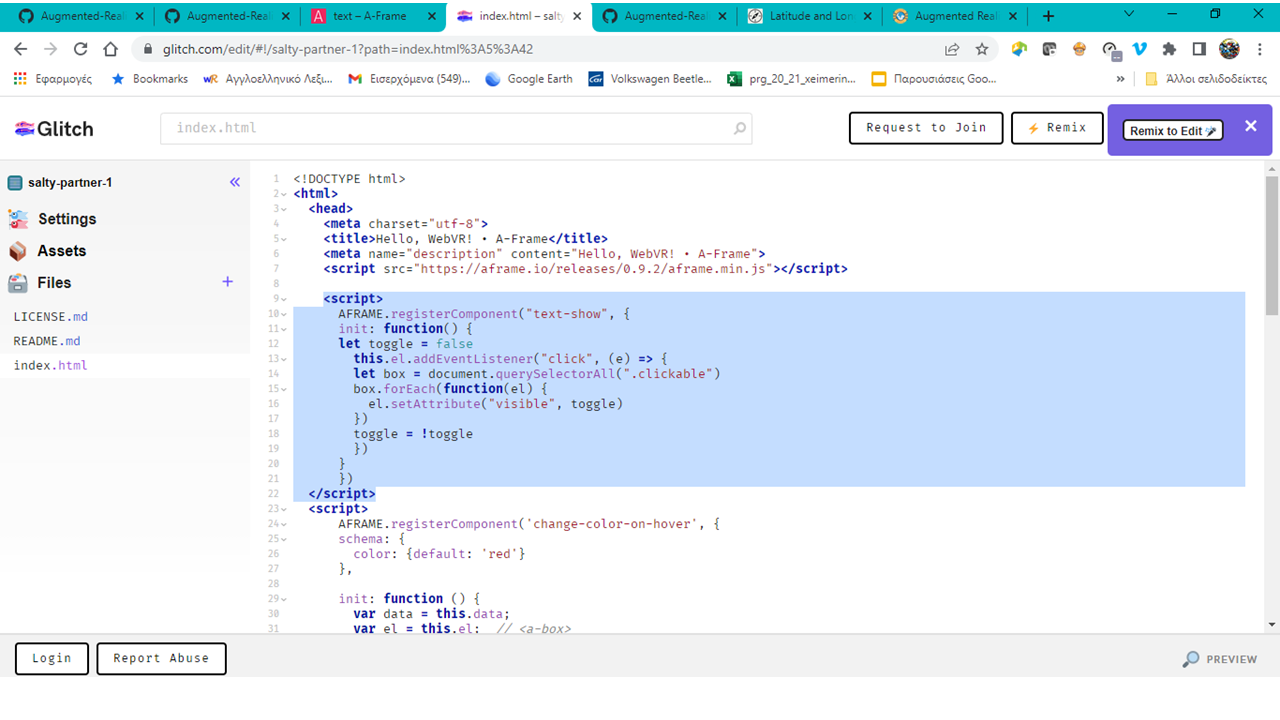 Augmented-Real
Augmented-Reali
text – A-Frame
index.html – salty
Augmented-Real
Latitude and Lon
Augmented Reali
glitch.com/edit/#!/salty-partner-1?path=index.html%3A5%3A42
Εφαρμογές
Bookmarks
wR Αγγλοελληνικό Λεξι...
Εισερχόμενα (549)...
Google Earth
Volkswagen Beetle...
prg_20_21_xeimerin...
Παρουσιάσεις Goo...
»
Άλλοι σελιδοδείκτες
Glitch
index.html
Request to Join
Remix
Remix to Edit
salty-partner-1
«
Settings
Assets
Files
+
LICENSE.md
README.md
index.html
1 <!DOCTYPE html>
2 <html>
3 <head>
4 <meta charset="utf-8">
5 <title>Hello, WebVR! • A-Frame</title>
6 <meta name="description" content="Hello, WebVR! • A-Frame">
7 <script src="https://aframe.io/releases/0.9.2/aframe.min.js"></script>
8
9 <script>
10 AFRAME.registerComponent("text-show", {
11 init: function() {
12 let toggle = false
13 this.el.addEventListener("click", (e) => {
14 let box = document.querySelectorAll(".clickable")
15 box.forEach(function(el) {
16 el.setAttribute("visible", toggle)
17 })
18 toggle = !toggle
19 })
20 }
21 })
22 </script>
23 <script>
24 AFRAME.registerComponent('change-color-on-hover', {
25 schema: {
26 color: {default: 'red'}
27 },
28
29 init: function () {
30 var data = this.data;
31 var el = this.el; // <a-box>
Login
Report Abuse
PREVIEW